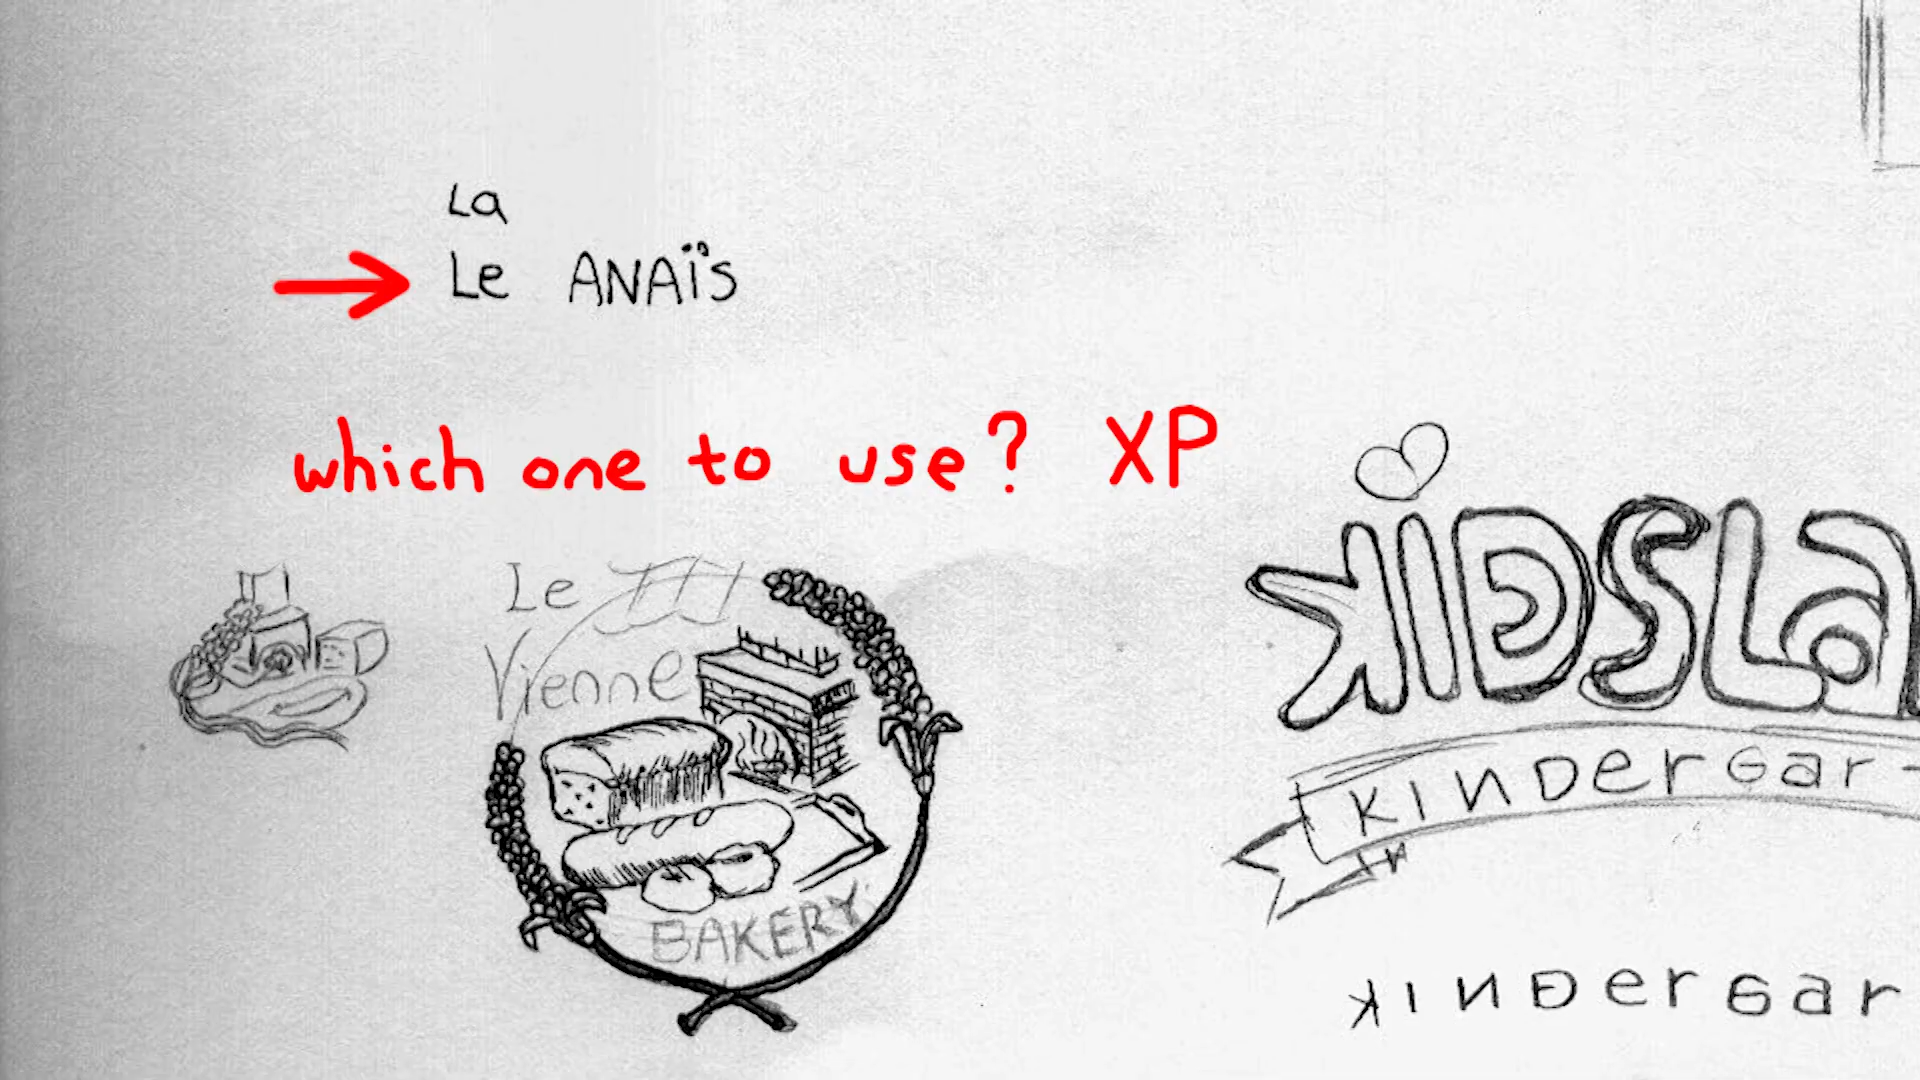 La
Le ANAÏS
which one to use? XP
Le
Vienne
BAKERY
KIDSLa
KINDerGar-
KINDerGar